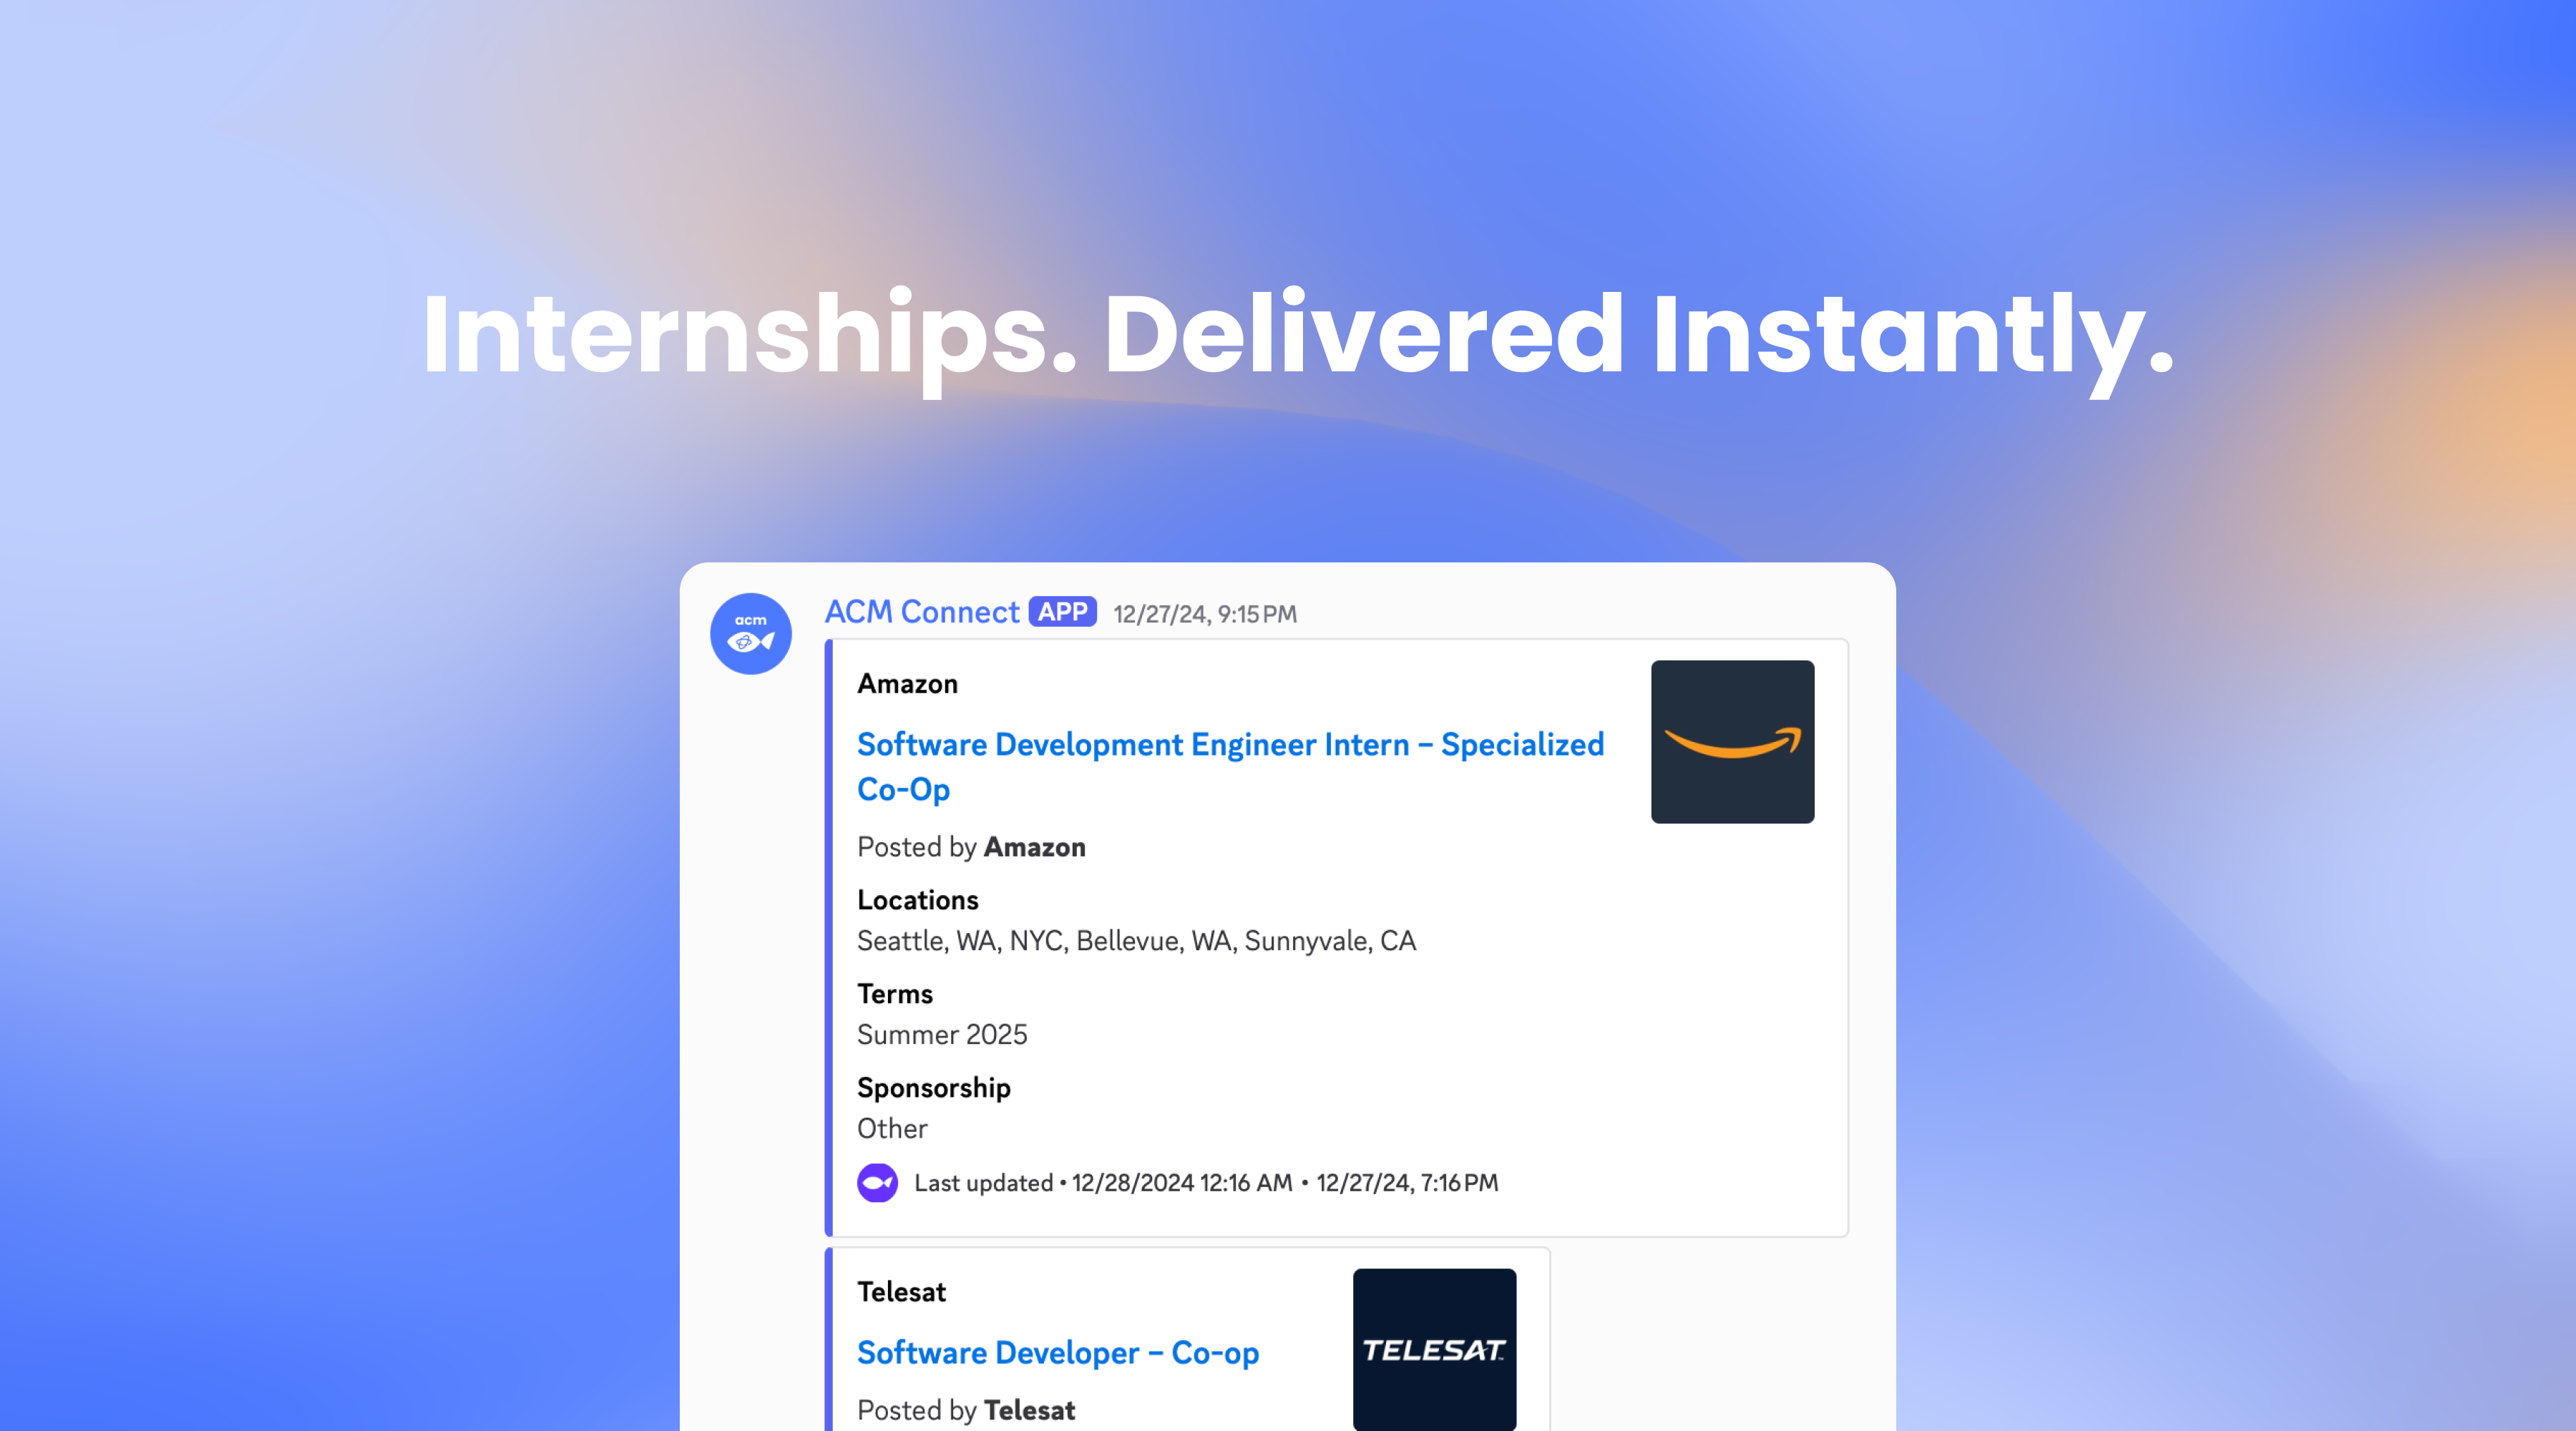 Internships. Delivered Instantly.
acm
ACM Connect APP 12/27/24, 9:15 PM
Amazon
Software Development Engineer Intern – Specialized
Co-Op
Posted by Amazon
Locations
Seattle, WA, NYC, Bellevue, WA, Sunnyvale, CA
Terms
Summer 2025
Sponsorship
Other
Last updated • 12/28/2024 12:16 AM • 12/27/24, 7:16 PM
Telesat
TELESAT
Software Developer – Co-op
Posted by Telesat